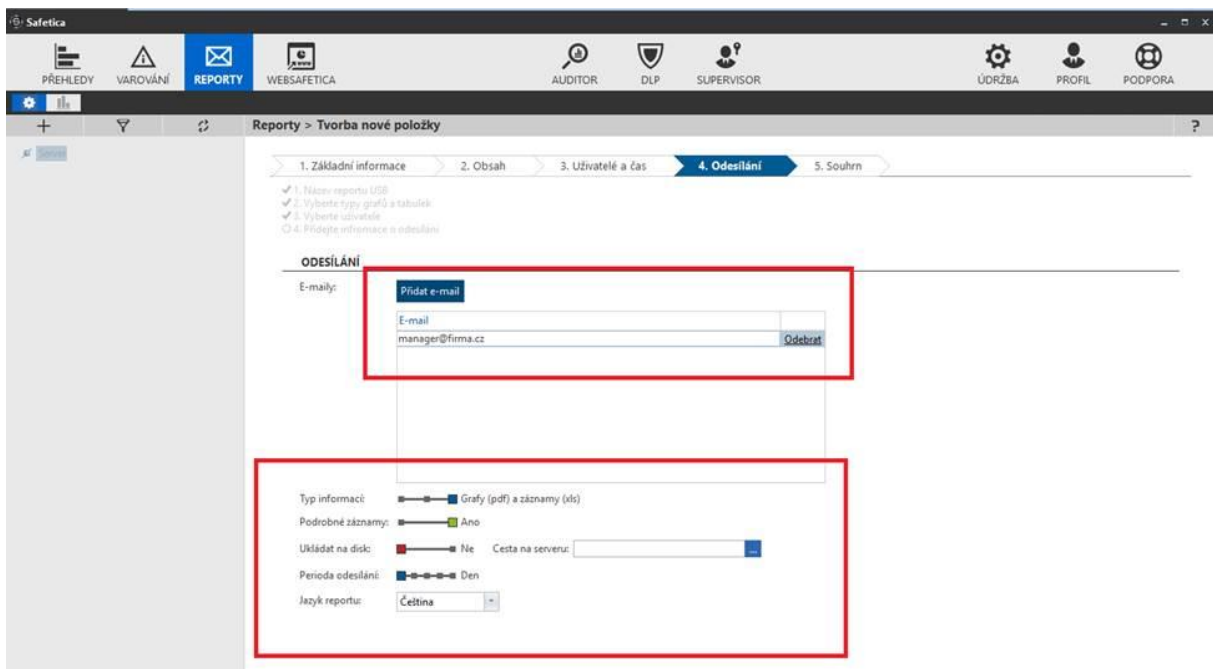 Safetica
PŘEHLEDY VAROVÁNÍ REPORTY WEBSAFETICA AUDITOR DLP SUPERVISOR ÚDRŽBA PROFIL PODPORA
Reporty > Tvorba nové položky ?
Server
1. Základní informace 2. Obsah 3. Uživatelé a čas 4. Odesílání 5. Souhrn
1. Název reportu USB
2. Vyberte typy grafů a tabulek
3. Vyberte uživatele
4. Přidejte infromace o odesílání
ODESÍLÁNÍ
E-maily: Přidat e-mail
E-mail
manager@firma.cz Odebrat
Typ informací: Grafy (pdf) a záznamy (xls)
Podrobné záznamy: Ano
Ukládat na disk: Ne Cesta na serveru: ...
Perioda odesílání: Den
Jazyk reportu: Čeština